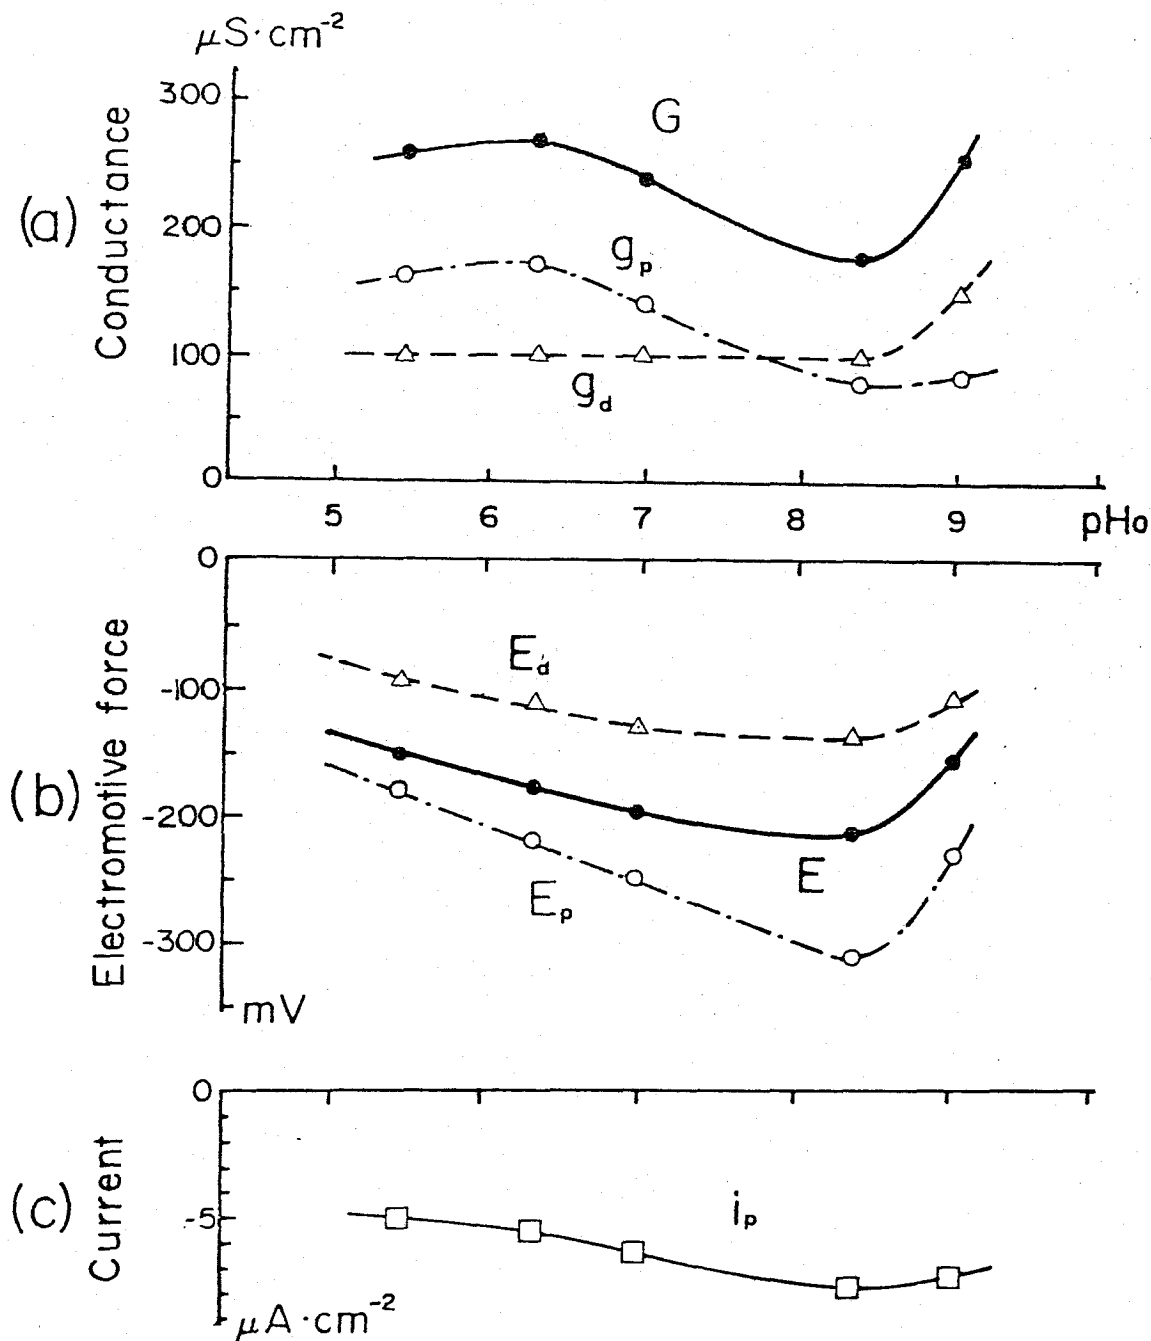 μS·cm⁻²
(a)
Conductance
300
200
100
0
G
gp
gd
5 6 7 8 9 pHo
(b)
Electromotive force
0
-100
-200
-300
mV
Ed
E
Ep
(c)
Current
0
-5
ip
μA·cm⁻²